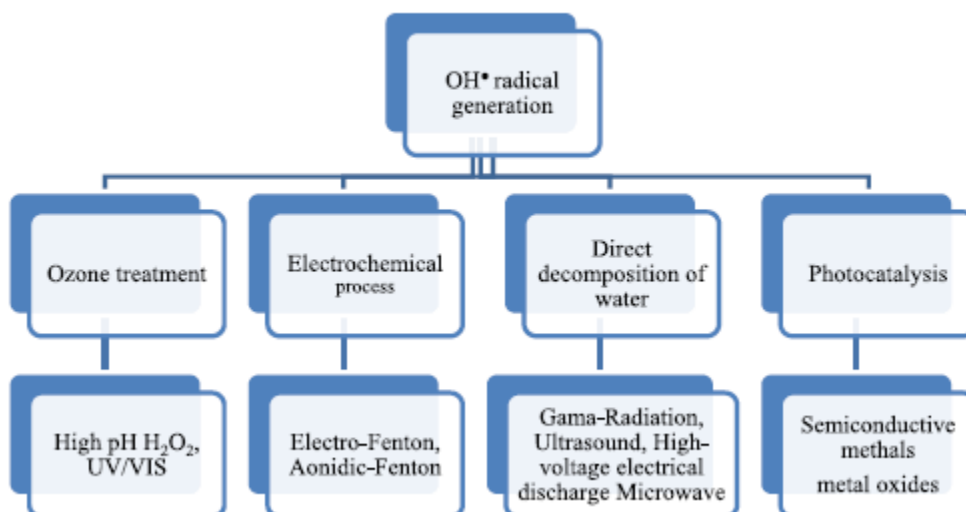 OH• radical
generation
Ozone treatment
Electrochemical
process
Direct
decomposition of
water
Photocatalysis
High pH H₂O₂,
UV/VIS
Electro-Fenton,
Aonidic-Fenton
Gama-Radiation,
Ultrasound, High-
voltage electrical
discharge Microwave
Semiconductive
methals
metal oxides